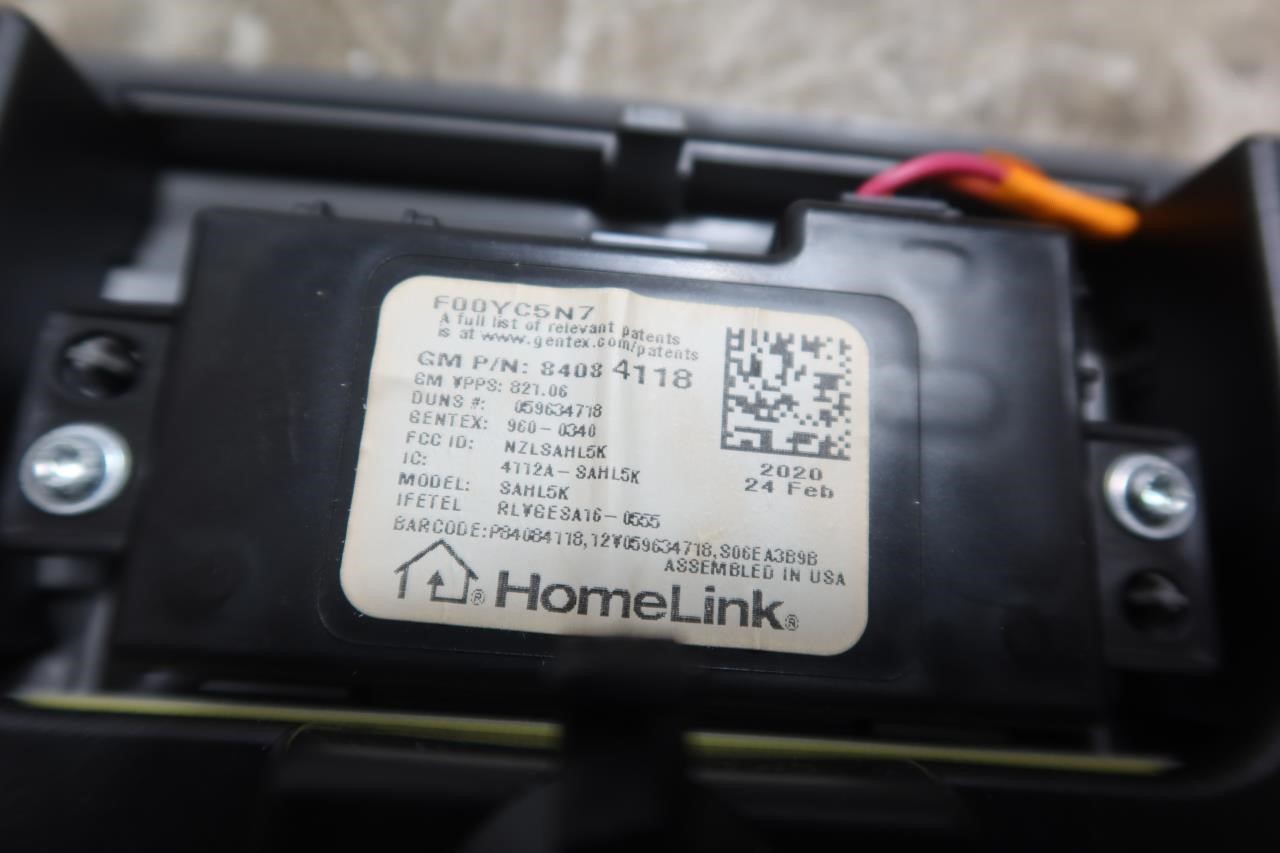 F00YC5N7
A full list of relevant patents
is at www.gentex.com/patents
GM P/N: 8408 4118
GM VPPS: 821.06
DUNS #: 059634718
GENTEX: 960-0340
FCC ID: NZLSAHL5K
IC: 4112A-SAHL5K
MODEL: SAHL5K
IFETEL RLVGESA16-0555
BARCODE:P84084118,12V059634718,S06EA3B9B
ASSEMBLED IN USA
2020
24 Feb
® HomeLink®